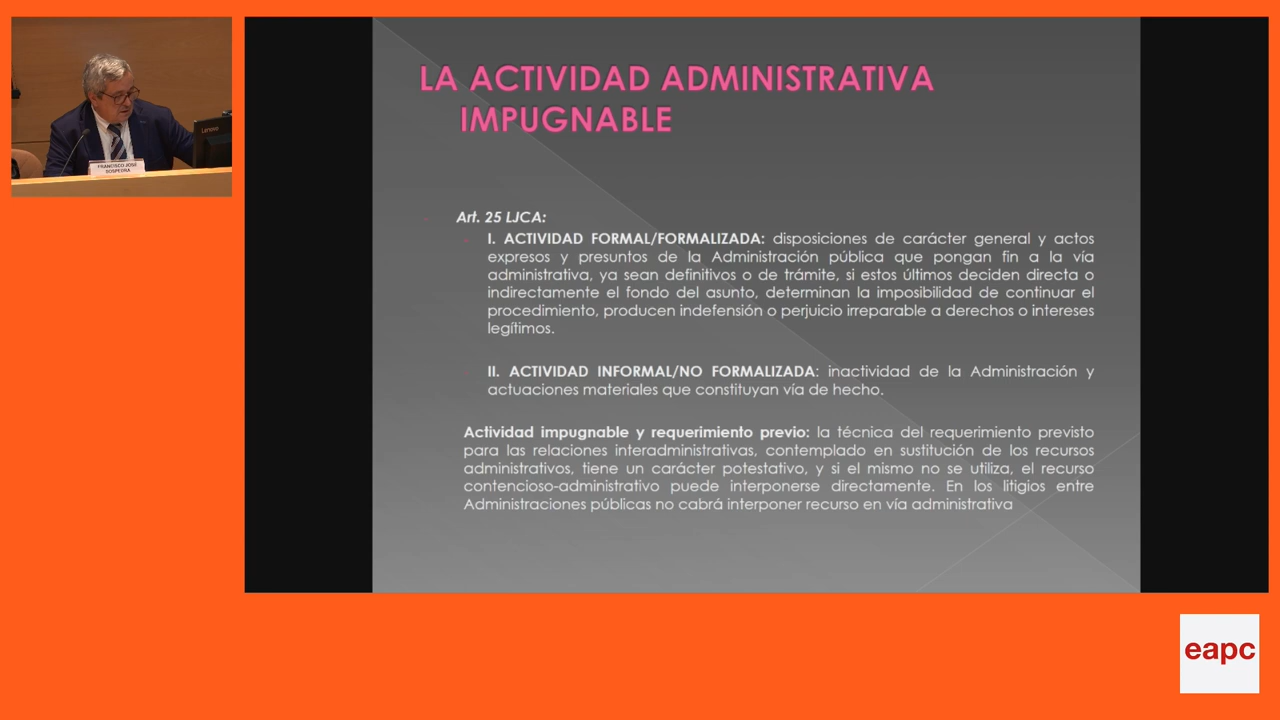 Lenovo
FRANCISCO JOSÉ
SOSPEDRA
LA ACTIVIDAD ADMINISTRATIVA
IMPUGNABLE
Art. 25 LJCA:
I. ACTIVIDAD FORMAL/FORMALIZADA: disposiciones de carácter general y actos
expresos y presuntos de la Administración pública que pongan fin a la vía
administrativa, ya sean definitivos o de trámite, si estos últimos deciden directa o
indirectamente el fondo del asunto, determinan la imposibilidad de continuar el
procedimiento, producen indefensión o perjuicio irreparable a derechos o intereses
legítimos.
II. ACTIVIDAD INFORMAL/NO FORMALIZADA: inactividad de la Administración y
actuaciones materiales que constituyan vía de hecho.
Actividad impugnable y requerimiento previo: la técnica del requerimiento previsto
para las relaciones interadministrativas, contemplado en sustitución de los recursos
administrativos, tiene un carácter potestativo, y si el mismo no se utiliza, el recurso
contencioso-administrativo puede interponerse directamente. En los litigios entre
Administraciones públicas no cabrá interponer recurso en vía administrativa
eapc